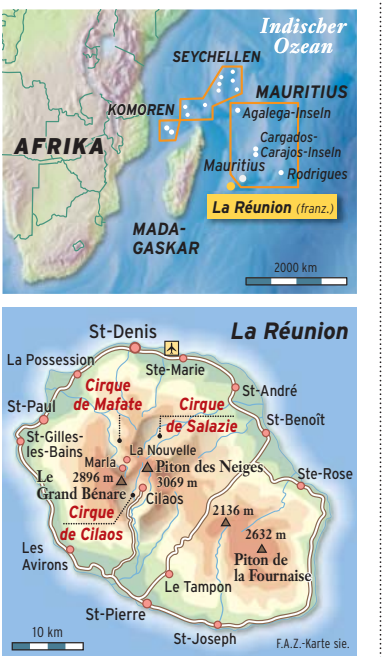 Indischer
Ozean
SEYCHELLEN
MAURITIUS
KOMOREN
Agalega-Inseln
AFRIKA
Cargados-
Carajos-Inseln
Mauritius
Rodrigues
La Réunion (franz.)
MADA-
GASKAR
2000 km
La Réunion
St-Denis
La Possession
Ste-Marie
Cirque
de Mafate
St-André
St-Paul
Cirque
de Salazie
St-Benoît
St-Gilles-
les-Bains
La Nouvelle
Marla
Piton des Neiges
3069 m
2896 m
Le
Grand Bénare
Cilaos
Ste-Rose
Cirque
de Cilaos
2136 m
2632 m
Piton de
la Fournaise
Les
Avirons
Le Tampon
St-Pierre
St-Joseph
10 km
F.A.Z.-Karte sie.